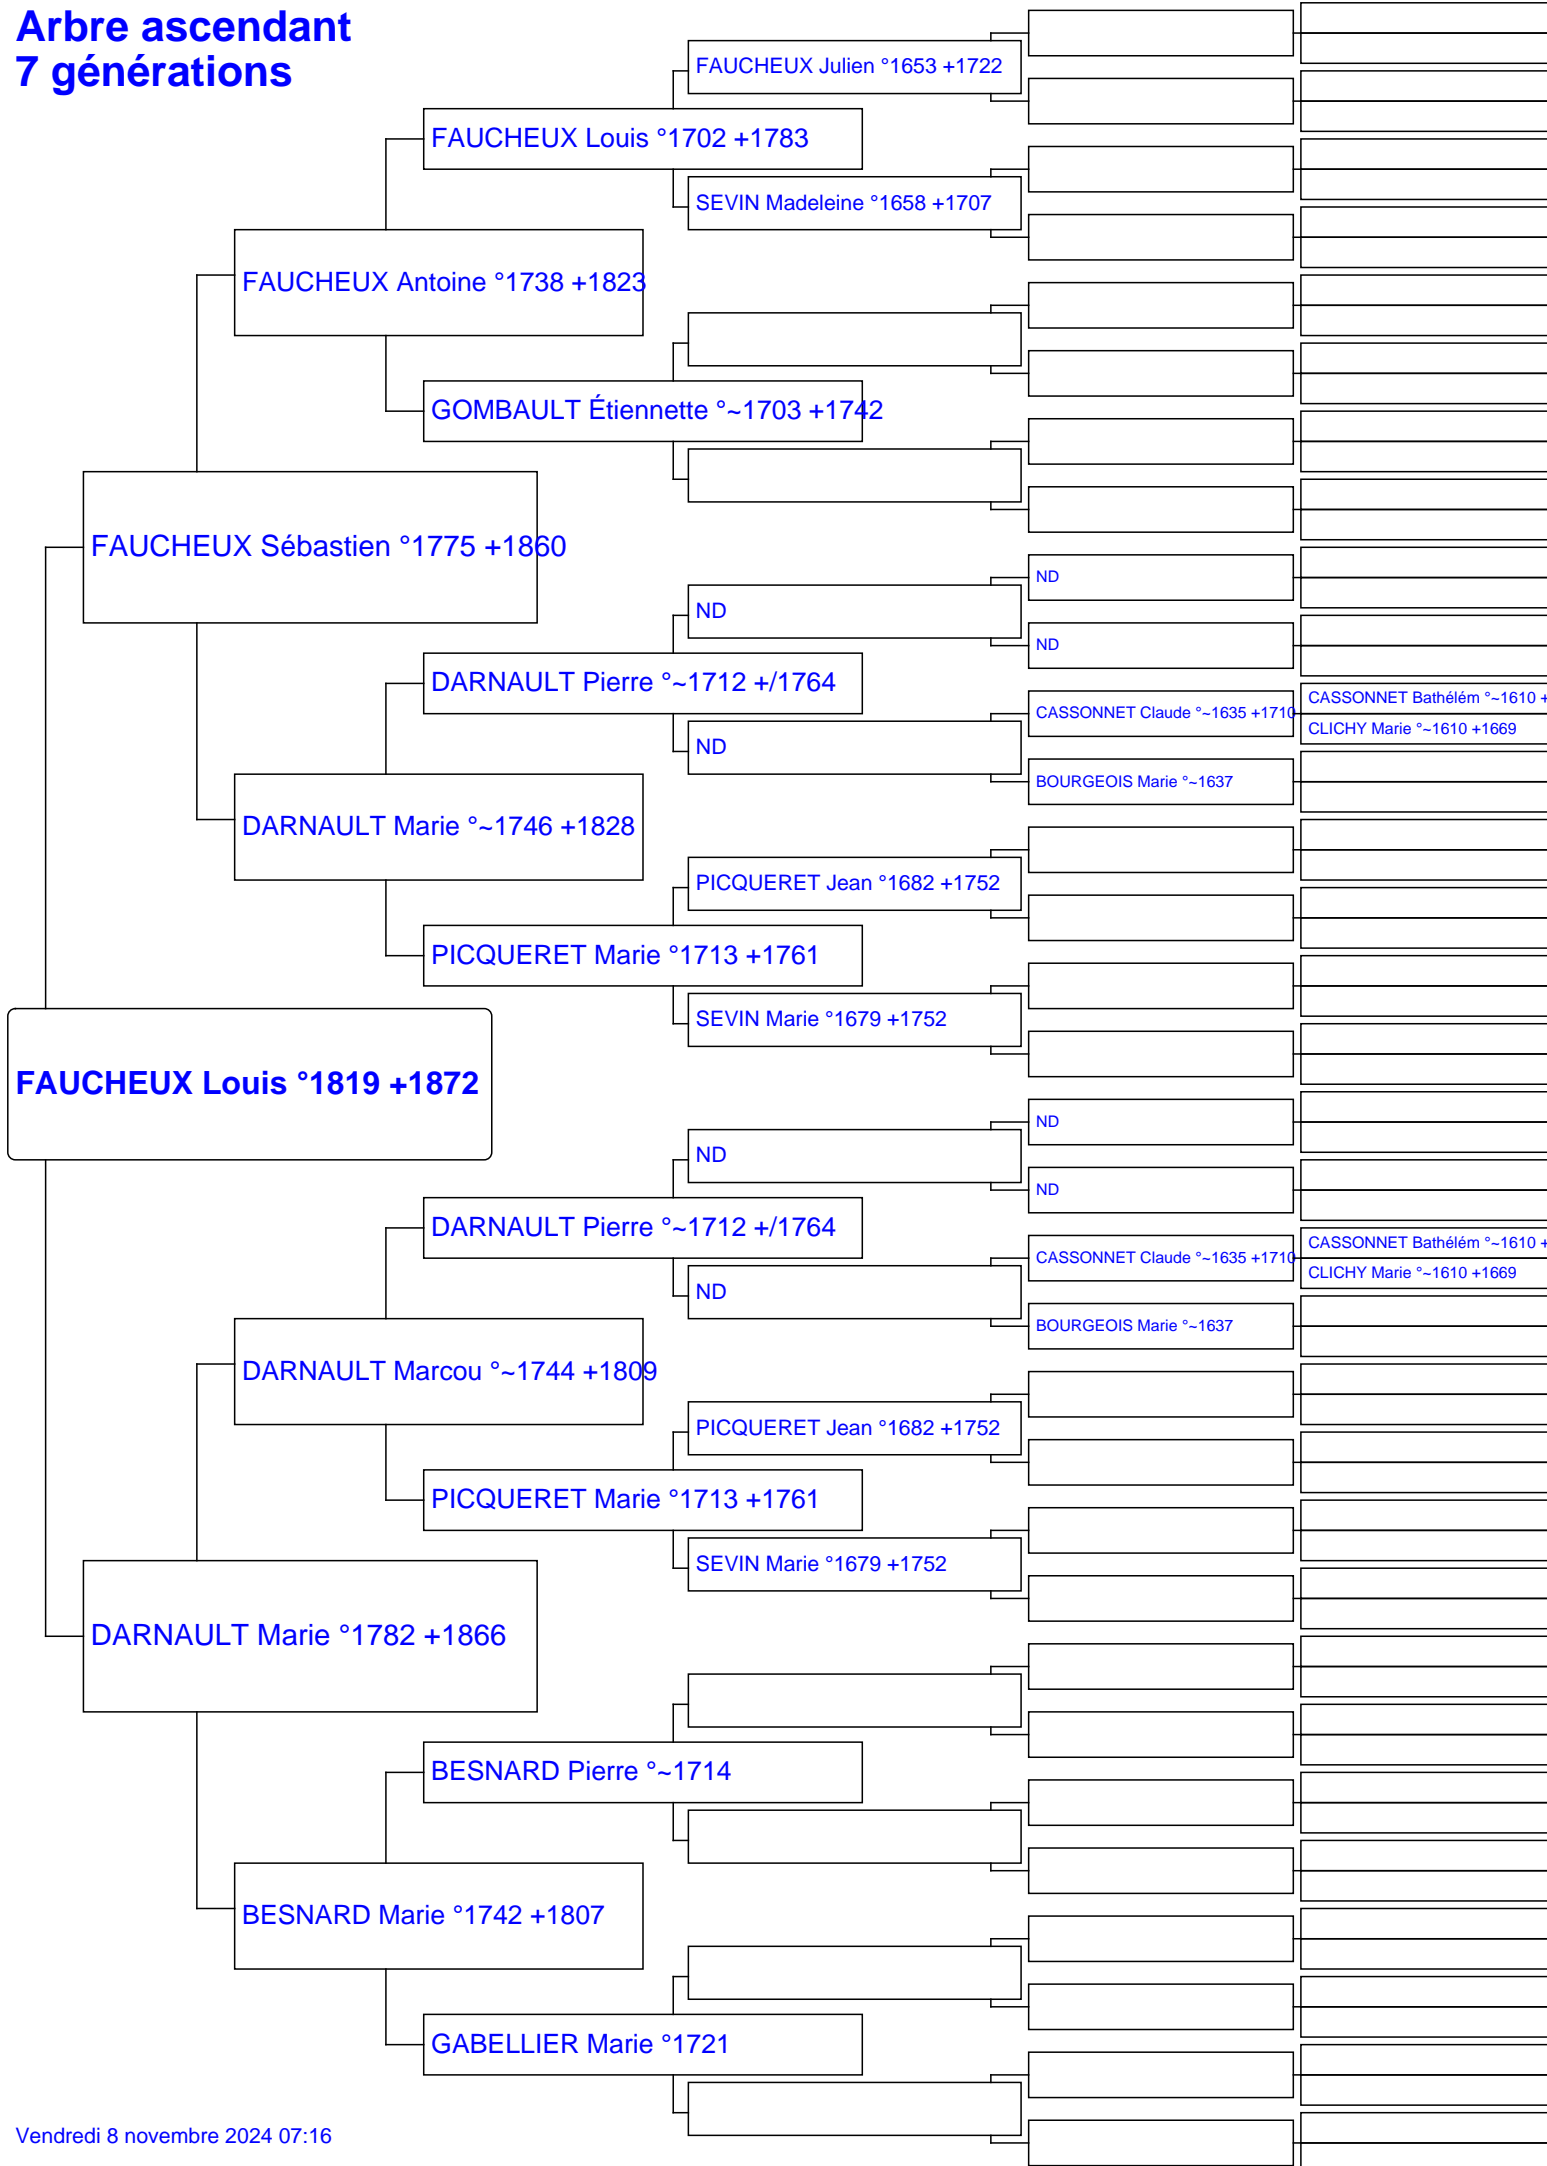 Arbre ascendant
7 générations
FAUCHEUX Julien °1653 +1722
FAUCHEUX Louis °1702 +1783
SEVIN Madeleine °1658 +1707
FAUCHEUX Antoine °1738 +1823
GOMBAULT Étiennette °~1703 +1742
FAUCHEUX Sébastien °1775 +1860
ND
ND
ND
DARNAULT Pierre °~1712 +/1764
CASSONNET Bathélém °~1610 +
CASSONNET Claude °~1635 +1710
CLICHY Marie °~1610 +1669
ND
BOURGEOIS Marie °~1637
DARNAULT Marie °~1746 +1828
PICQUERET Jean °1682 +1752
PICQUERET Marie °1713 +1761
SEVIN Marie °1679 +1752
FAUCHEUX Louis °1819 +1872
ND
ND
ND
DARNAULT Pierre °~1712 +/1764
CASSONNET Bathélém °~1610 +
CASSONNET Claude °~1635 +1710
CLICHY Marie °~1610 +1669
ND
BOURGEOIS Marie °~1637
DARNAULT Marcou °~1744 +1809
PICQUERET Jean °1682 +1752
PICQUERET Marie °1713 +1761
SEVIN Marie °1679 +1752
DARNAULT Marie °1782 +1866
BESNARD Pierre °~1714
BESNARD Marie °1742 +1807
GABELLIER Marie °1721
Vendredi 8 novembre 2024 07:16